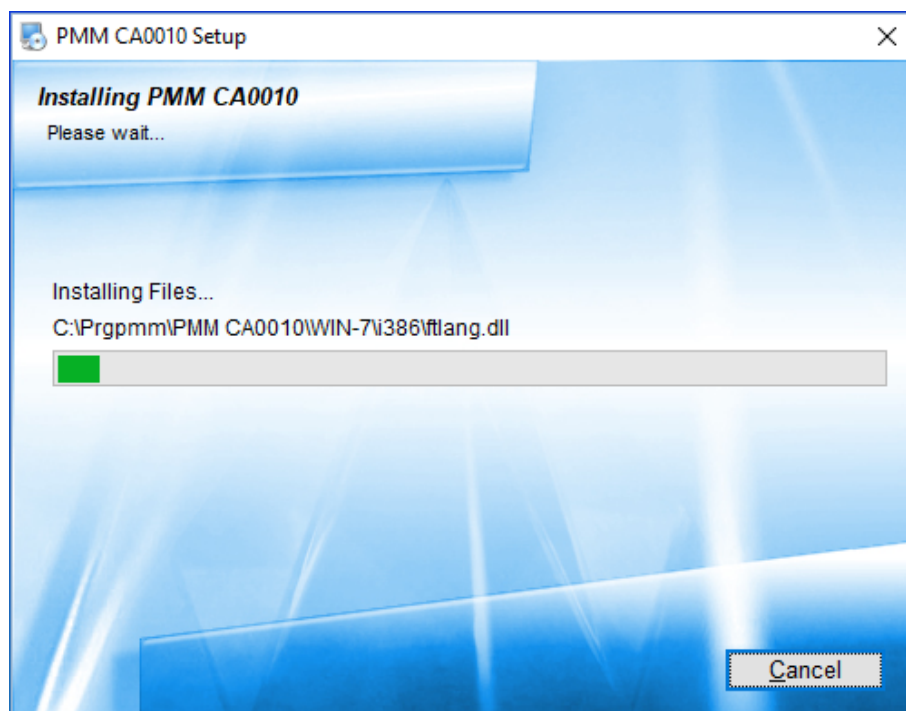 PMM CA0010 Setup
Installing PMM CA0010
Please wait...
Installing Files...
C:\Prgpmm\PMM CA0010\WIN-7\i386\ftlang.dll
Cancel